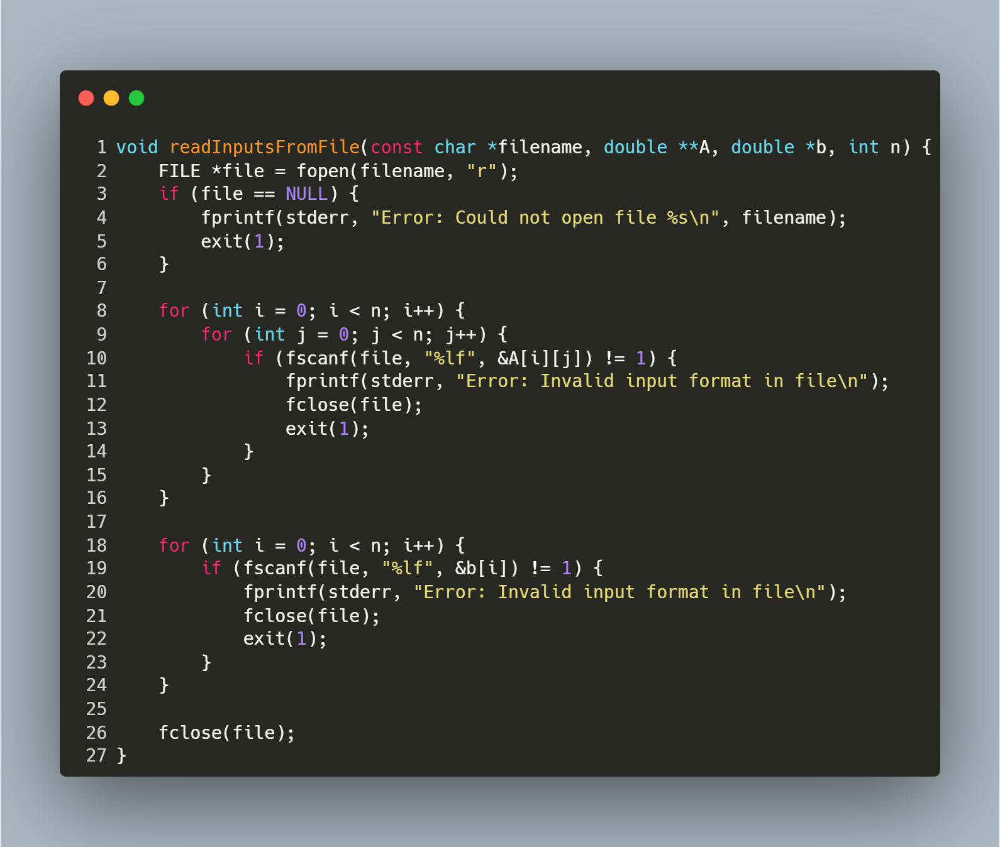 1 void readInputsFromFile(const char *filename, double **A, double *b, int n) {
2     FILE *file = fopen(filename, "r");
3     if (file == NULL) {
4         fprintf(stderr, "Error: Could not open file %s\n", filename);
5         exit(1);
6     }
7
8     for (int i = 0; i < n; i++) {
9         for (int j = 0; j < n; j++) {
10             if (fscanf(file, "%lf", &A[i][j]) != 1) {
11                 fprintf(stderr, "Error: Invalid input format in file\n");
12                 fclose(file);
13                 exit(1);
14             }
15         }
16     }
17
18     for (int i = 0; i < n; i++) {
19         if (fscanf(file, "%lf", &b[i]) != 1) {
20             fprintf(stderr, "Error: Invalid input format in file\n");
21             fclose(file);
22             exit(1);
23         }
24     }
25
26     fclose(file);
27 }